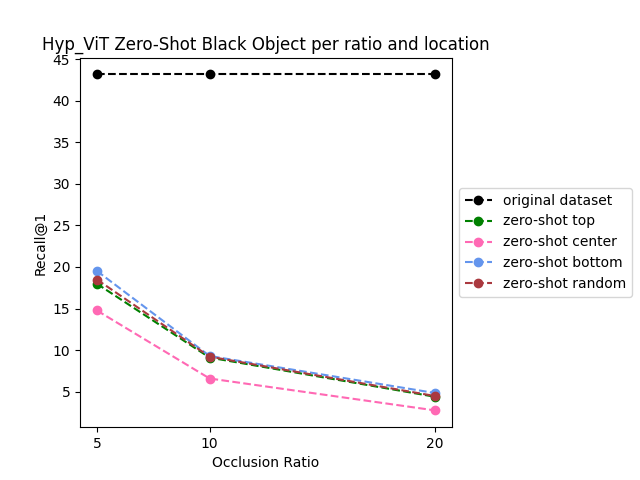 Hyp_ViT Zero-Shot Black Object per ratio and location
45
40
35
30
25
20
15
10
5
Recall@1
5 10 20
Occlusion Ratio
original dataset
zero-shot top
zero-shot center
zero-shot bottom
zero-shot random